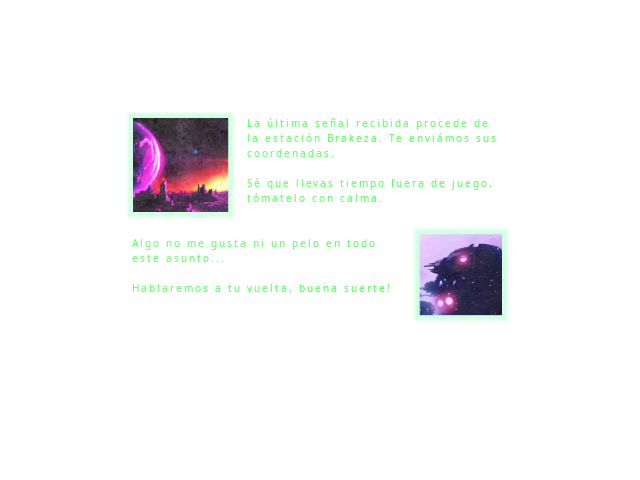 La última señal recibida procede de
la estación Brakeza. Te enviámos sus
coordenadas.
Sé que llevas tiempo fuera de juego,
tómatelo con calma.
Algo no me gusta ni un pelo en todo
este asunto...
Hablaremos a tu vuelta, buena suerte!